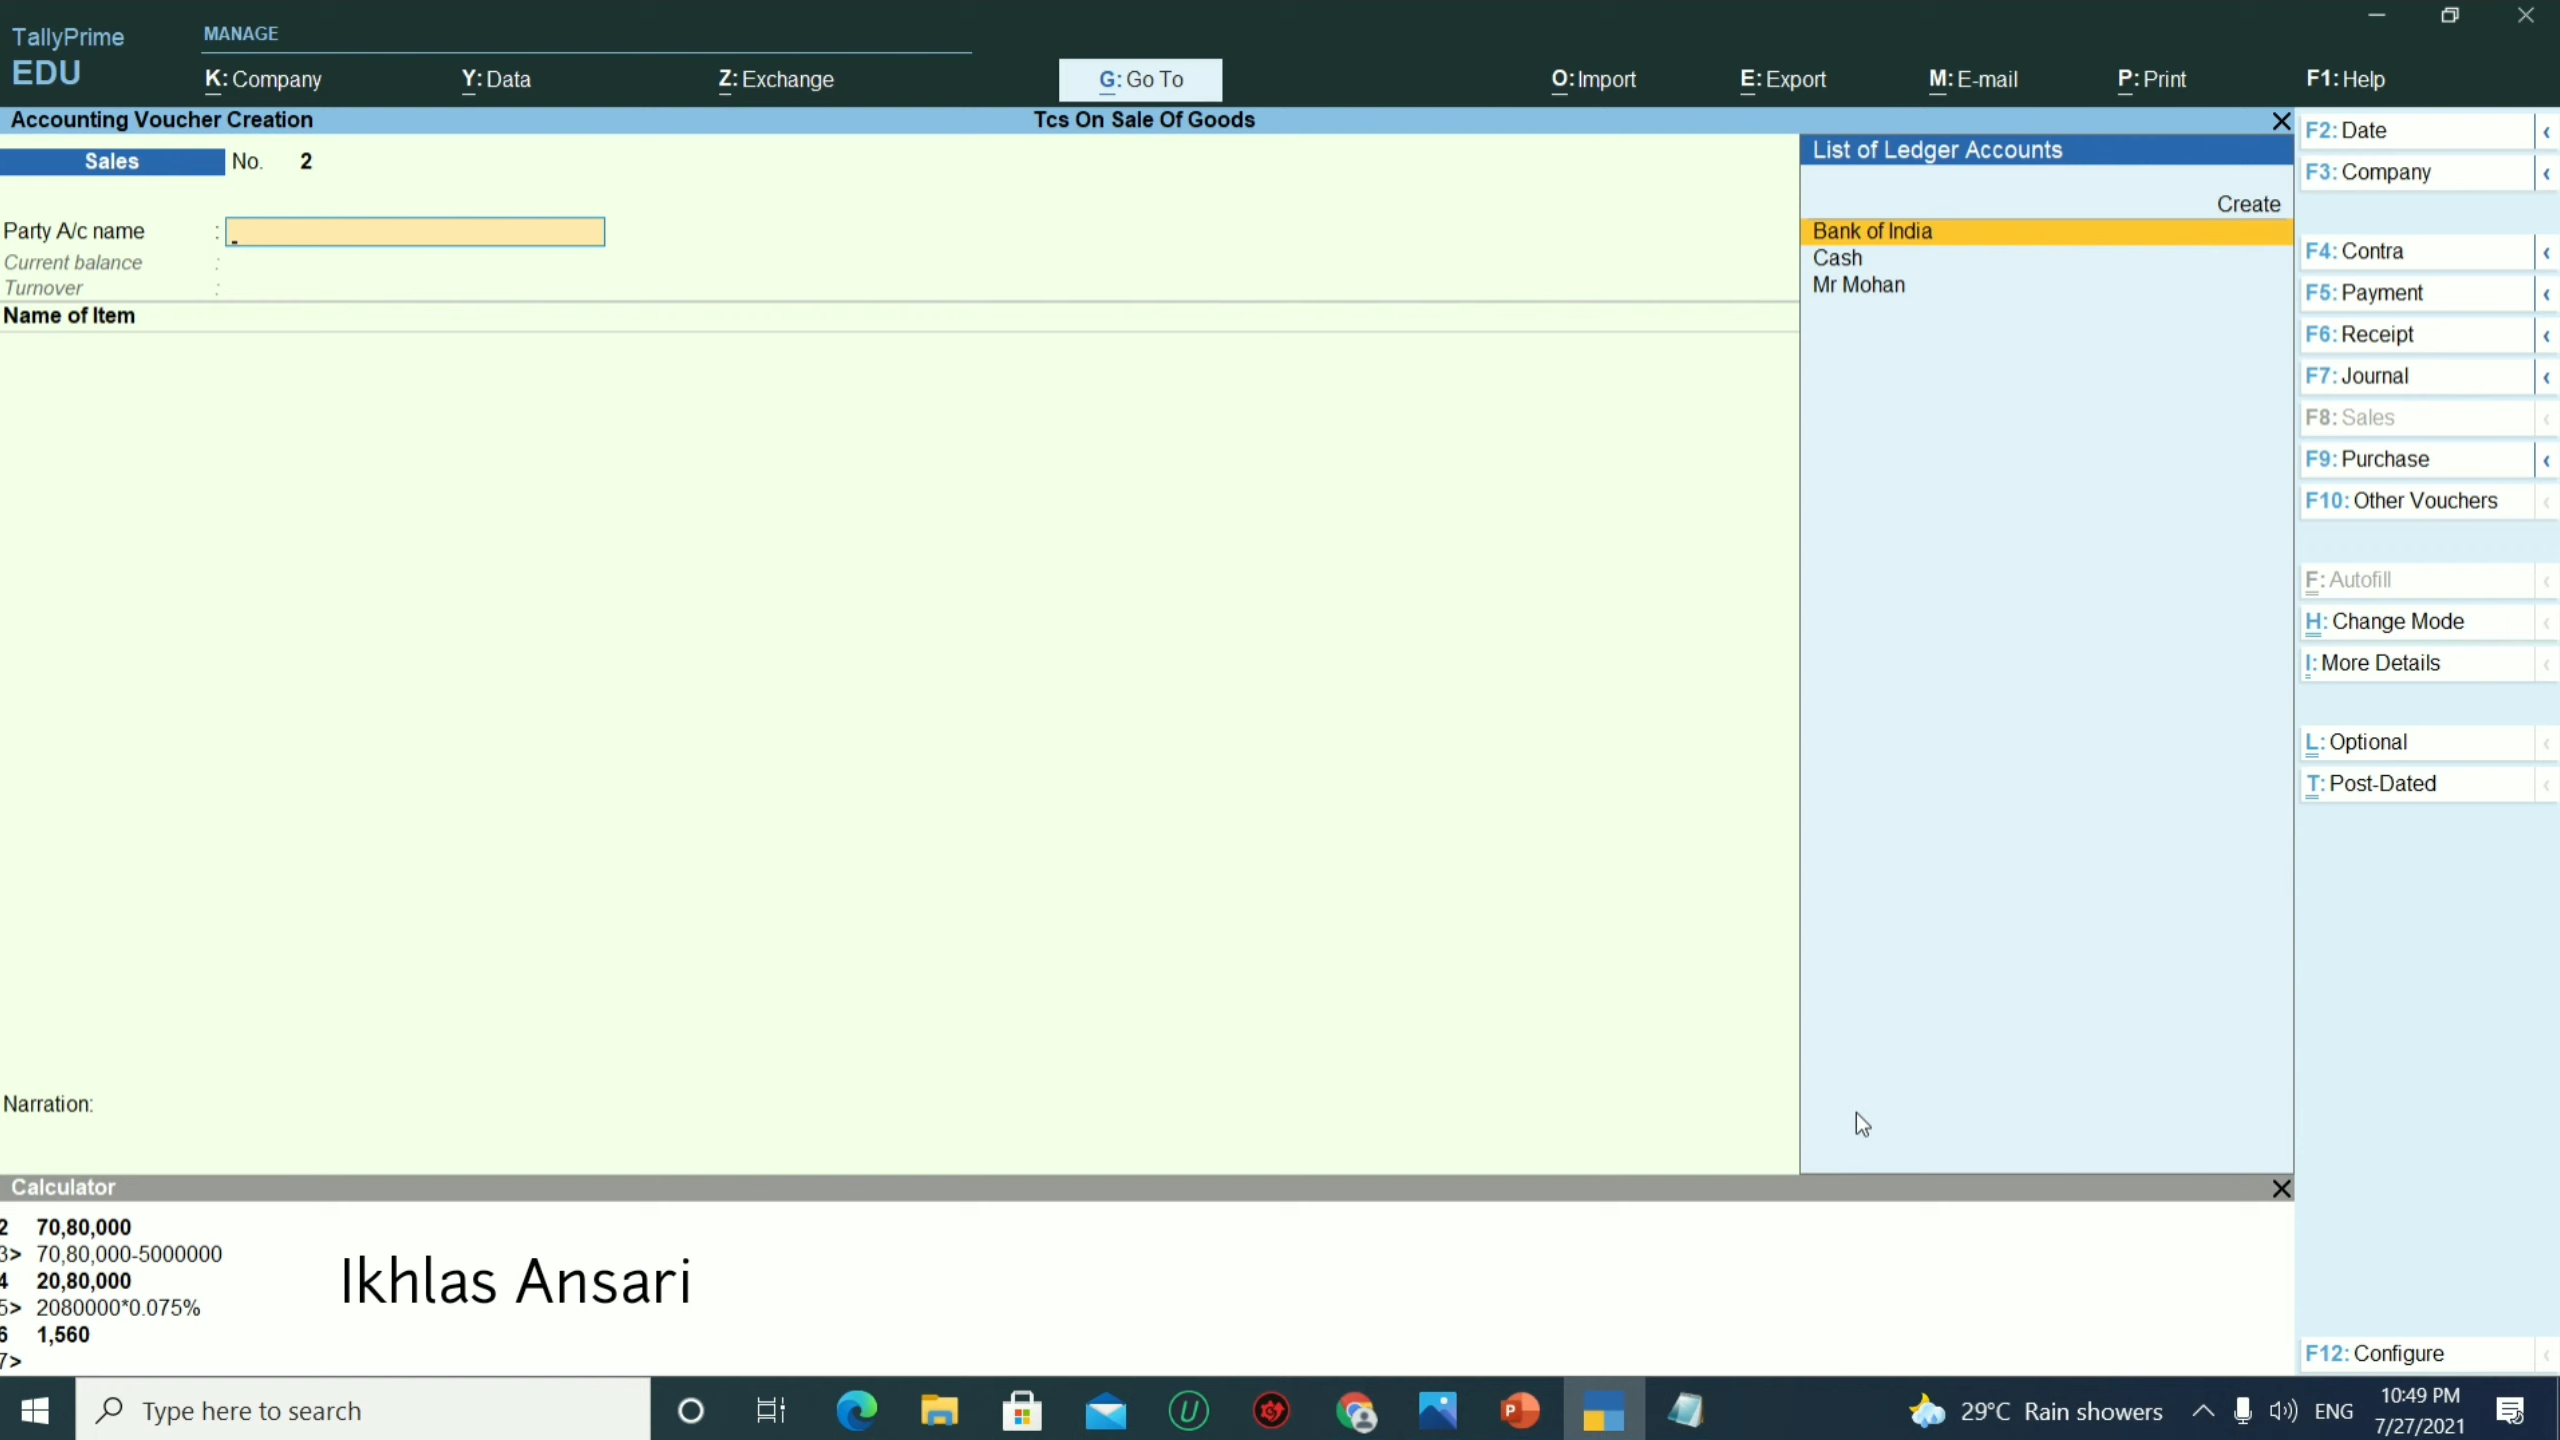 TallyPrime
EDU
MANAGE
K: Company
Y: Data
Z: Exchange
G: Go To
O: Import
E: Export
M: E-mail
P: Print
F1: Help
Accounting Voucher Creation
Tcs On Sale Of Goods
Sales No. 2
Party A/c name :
Current balance :
Turnover :
Name of Item
Narration:
List of Ledger Accounts
Create
Bank of India
Cash
Mr Mohan
F2: Date
F3: Company
F4: Contra
F5: Payment
F6: Receipt
F7: Journal
F8: Sales
F9: Purchase
F10: Other Vouchers
F: Autofill
H: Change Mode
I: More Details
L: Optional
T: Post-Dated
F12: Configure
Calculator
2 70,80,000
3> 70,80,000-5000000
4 20,80,000
5> 2080000*0.075%
6 1,560
7>
Ikhlas Ansari
Type here to search
29°C Rain showers
ENG
10:49 PM
7/27/2021